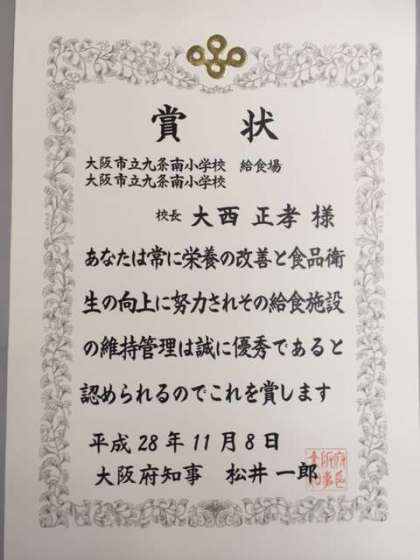 賞状
大阪市立九条南小学校 給食場
大阪市立九条南小学校
校長 大西 正孝 様
あなたは常に栄養の改善と食品衛
生の向上に努力されその給食施設
の維持管理は誠に優秀であると
認められるのでこれを賞します
平成28年11月8日
大阪府知事 松井一郎